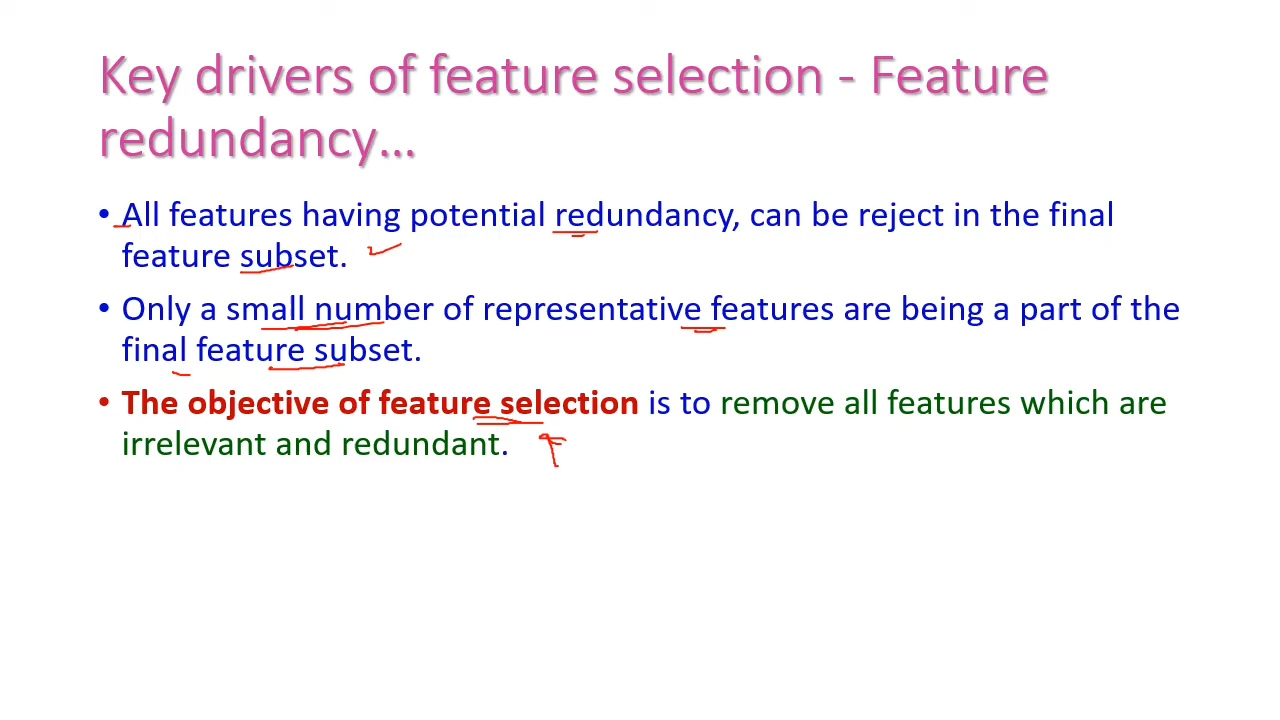 Key drivers of feature selection - Feature
redundancy...
• All features having potential redundancy, can be reject in the final
feature subset.
• Only a small number of representative features are being a part of the
final feature subset.
• The objective of feature selection is to remove all features which are
irrelevant and redundant.